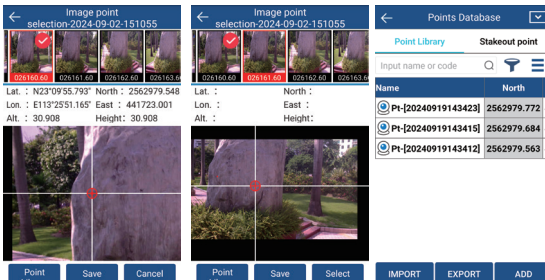 Image point
selection-2024-09-02-151055
026160.60 026161.60 026162.60 026163.6
Lat. : N23°09'55.793" North : 2562979.548
Lon. : E113°25'51.165" East : 441723.001
Alt. : 30.908 Height: 30.908
Point Save Cancel
Image point
selection-2024-09-02-151055
026160.60 026161.60 026162.60 026163.6
Lat. : North :
Lon. : East :
Alt. : Height:
Point Save Select
Points Database
Point Library Stakeout point
Input name or code
Name North
Pt-[20240919143423] 2562979.772
Pt-[20240919143415] 2562979.684
Pt-[20240919143412] 2562979.563
IMPORT EXPORT ADD